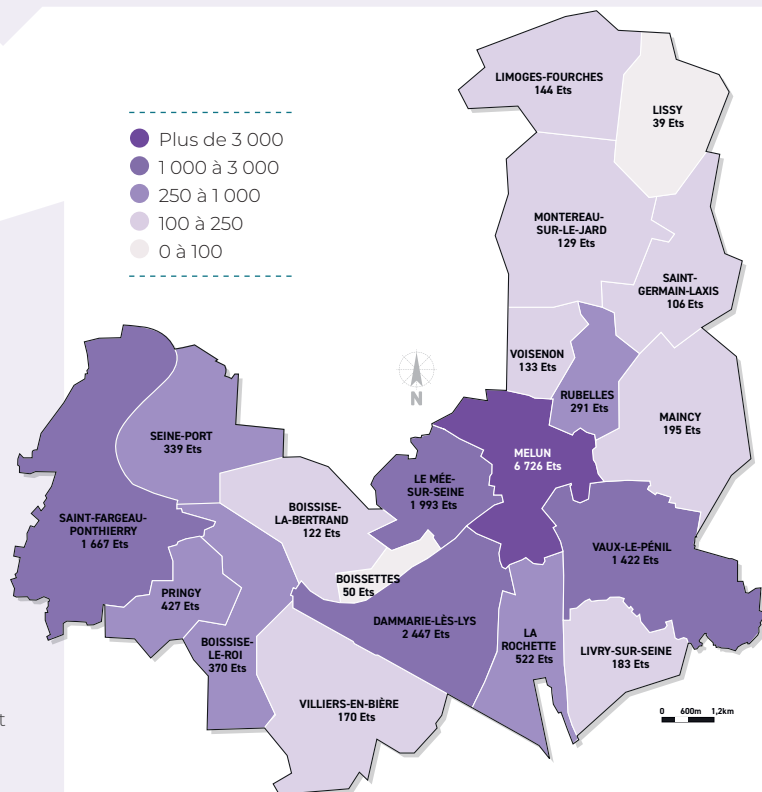 Plus de 3 000
1 000 à 3 000
250 à 1 000
100 à 250
0 à 100
LIMOGES-FOURCHES
144 Ets
LISSY
39 Ets
MONTEREAU-
SUR-LE-JARD
129 Ets
SAINT-
GERMAIN-LAXIS
106 Ets
VOISENON
133 Ets
RUBELLES
291 Ets
MAINCY
195 Ets
N
SEINE-PORT
339 Ets
MELUN
6 726 Ets
LE MÉE-
SUR-SEINE
1 993 Ets
BOISSISE-
LA-BERTRAND
122 Ets
SAINT-FARGEAU-
PONTHIERRY
1 667 Ets
VAUX-LE-PÉNIL
1 422 Ets
BOISSETTES
50 Ets
PRINGY
427 Ets
DAMMARIE-LÈS-LYS
2 447 Ets
BOISSISE-
LE-ROI
370 Ets
LA
ROCHETTE
522 Ets
LIVRY-SUR-SEINE
183 Ets
VILLIERS-EN-BIÈRE
170 Ets
0 600m 1,2km
t